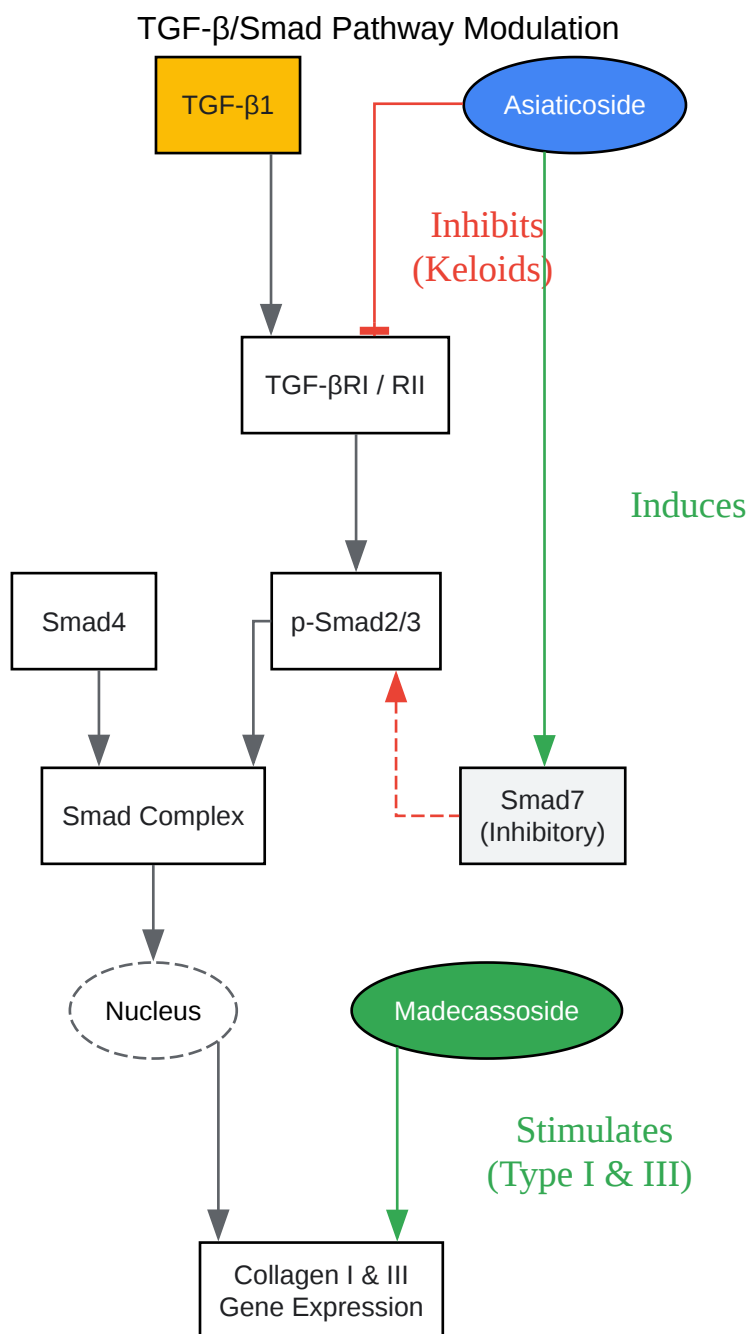 TGF-β/Smad Pathway Modulation
TGF-β1
Asiaticoside
Inhibits
(Keloids)
TGF-βRI / RII
Induces
Smad4
p-Smad2/3
Smad Complex
Smad7
(Inhibitory)
Nucleus
Madecassoside
Stimulates
(Type I & III)
Collagen I & III
Gene Expression